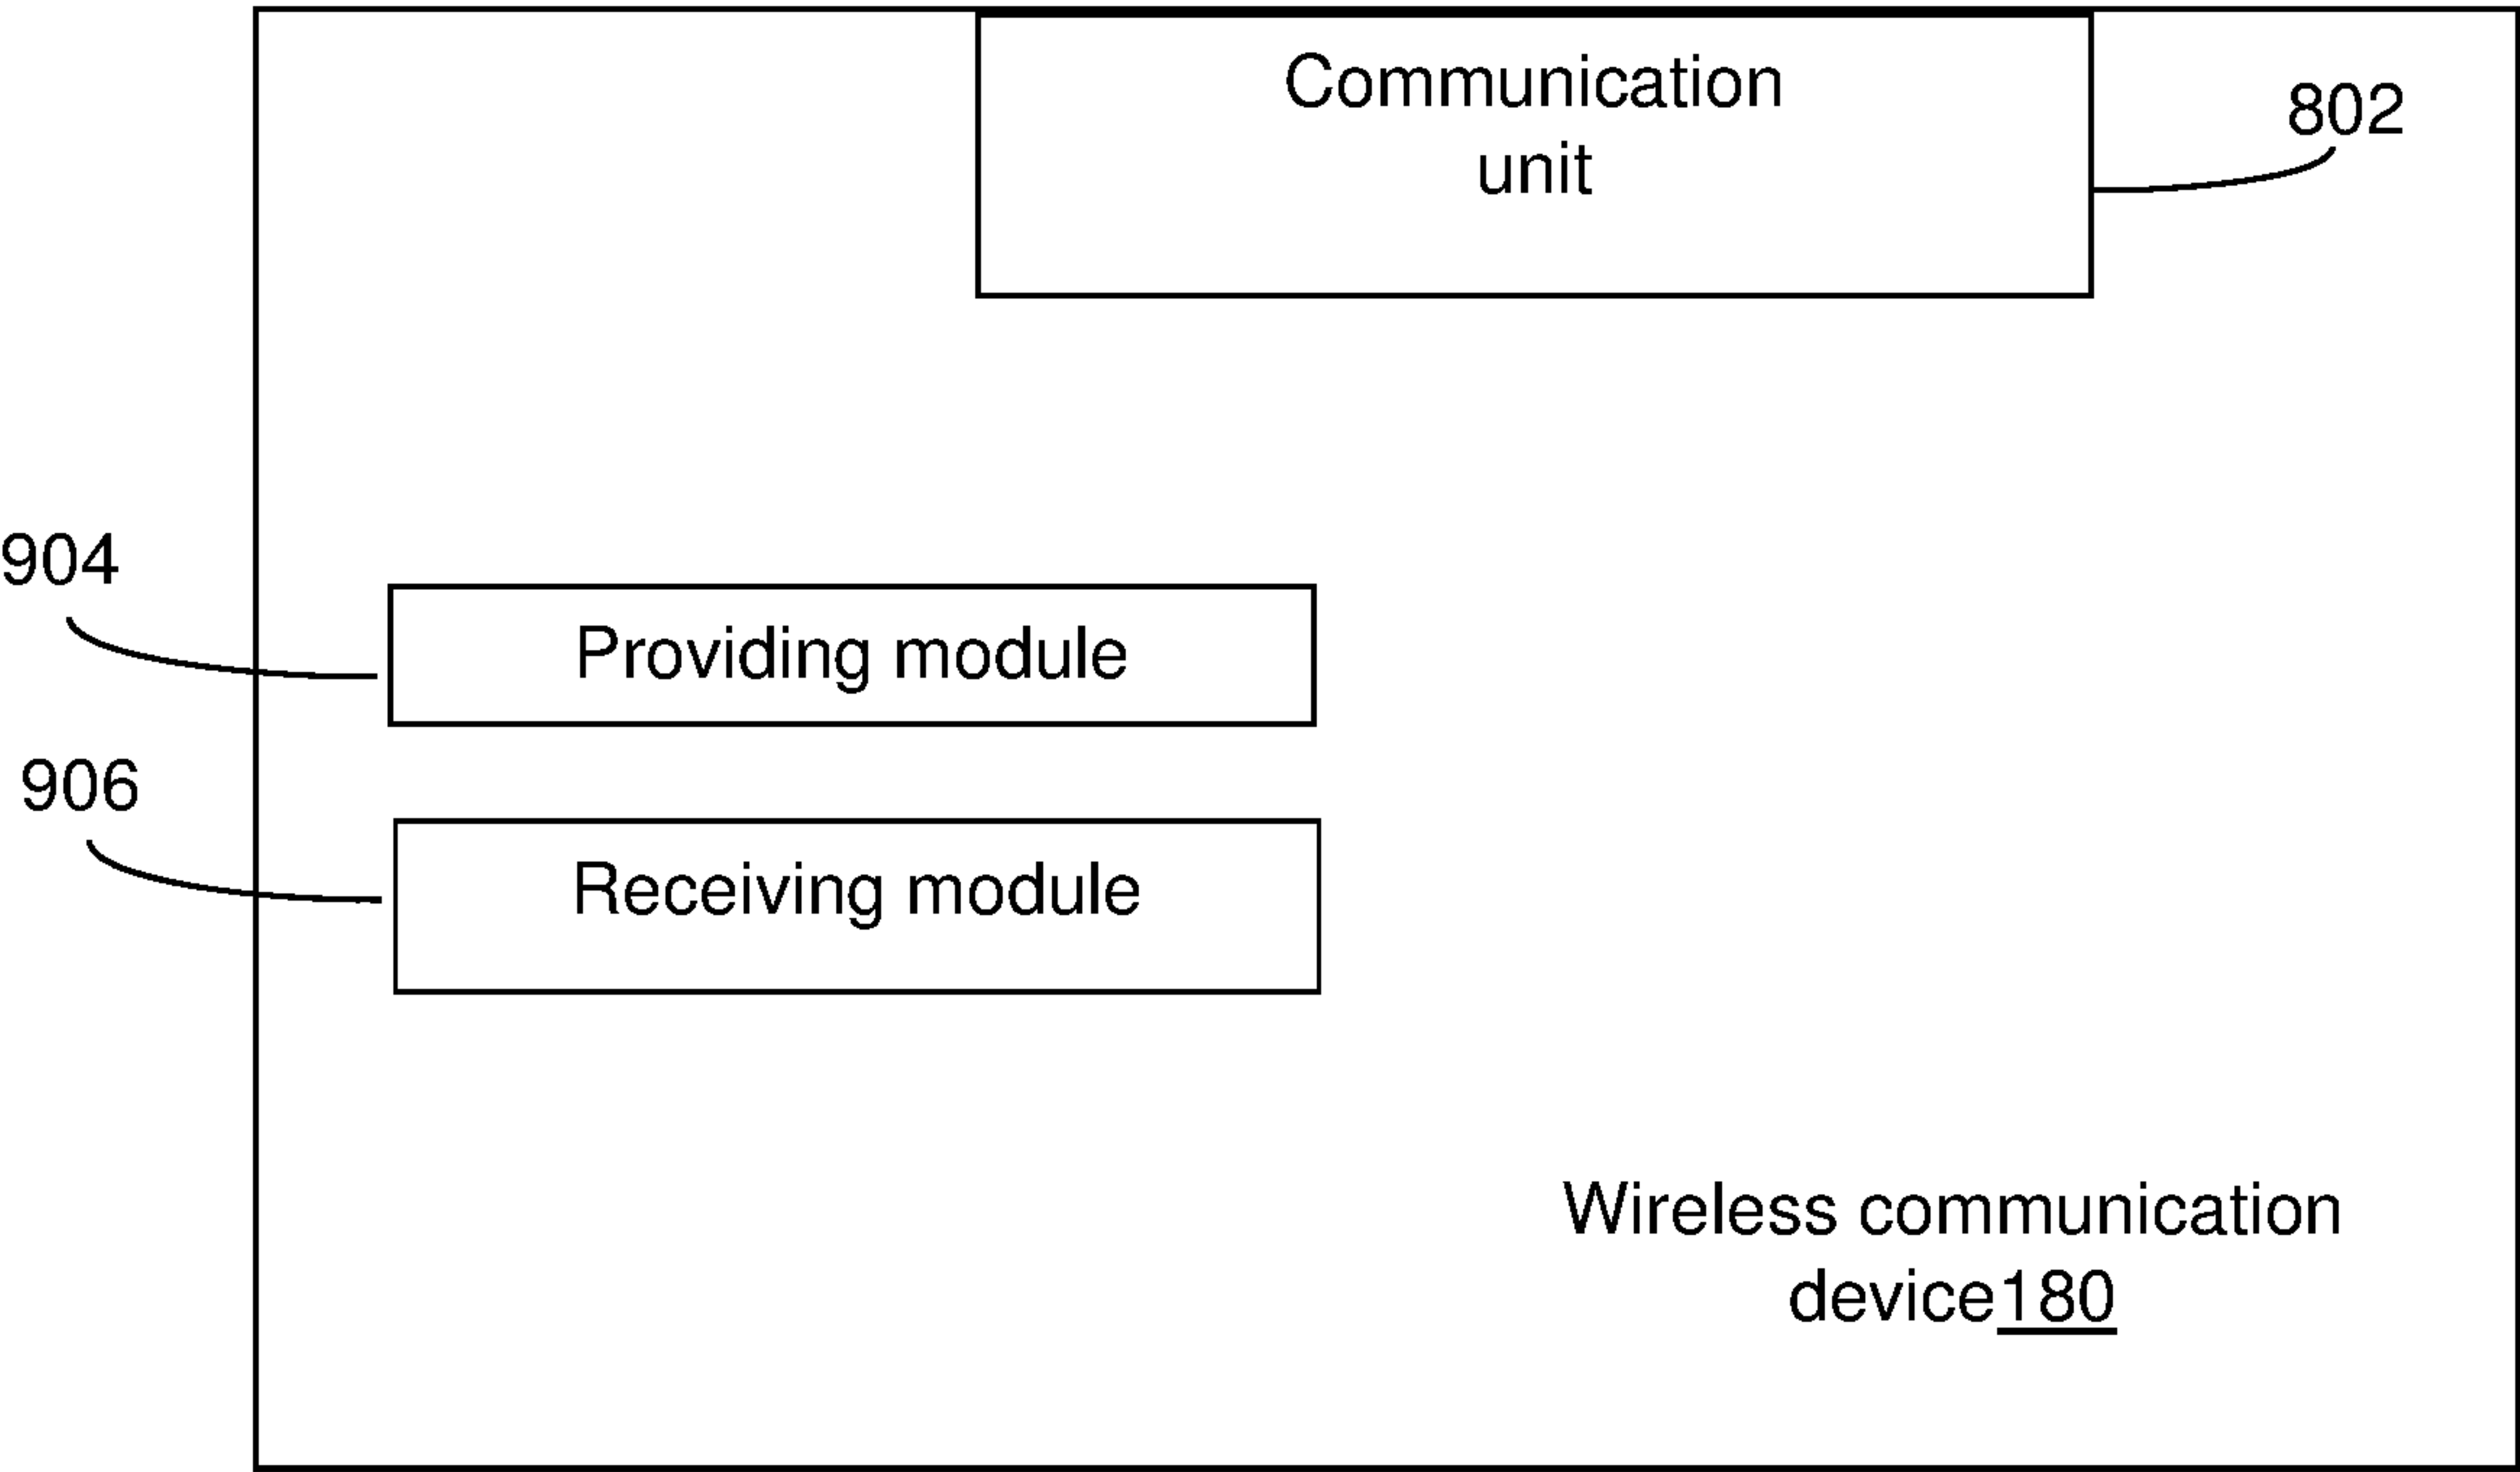 Communication
unit
802
904
Providing module
906
Receiving module
Wireless communication
device180